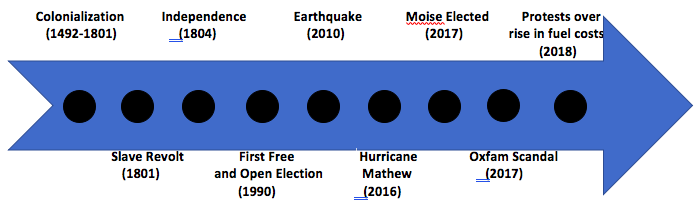 Colonialization
(1492-1801)
Independence
(1804)
Earthquake
(2010)
Moise Elected
(2017)
Protests over
rise in fuel costs
(2018)
Slave Revolt
(1801)
First Free
and Open Election
(1990)
Hurricane
Mathew
(2016)
Oxfam Scandal
(2017)